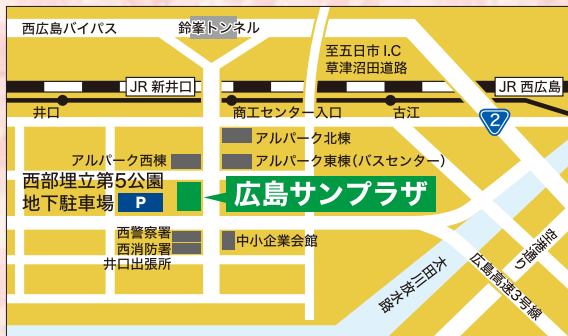 西広島バイパス
鈴峯トンネル
至五日市 I.C
草津沼田道路
JR 新井口
JR 西広島
井口
商工センター入口
古江
2
アルパーク北棟
アルパーク西棟
アルパーク東棟(バスセンター)
西部埋立第5公園
地下駐車場 P
広島サンプラザ
西警察署
西消防署
井口出張所
中小企業会館
空港通り
広島高速3号線
太田川放水路